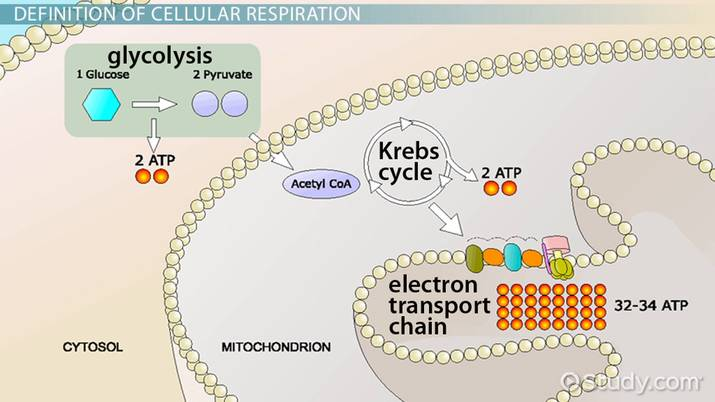 DEFINITION OF CELLULAR RESPIRATION
glycolysis
1 Glucose
2 Pyruvate
2 ATP
Acetyl CoA
Krebs
cycle
2 ATP
electron
transport
chain
32-34 ATP
CYTOSOL
MITOCHONDRION
Study.com